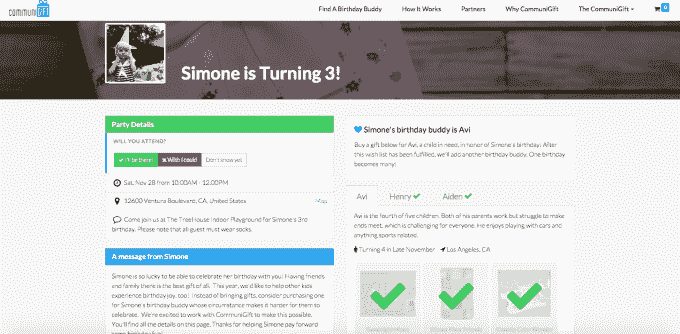 communiGift
Find A Birthday Buddy
How It Works
Partners
Why CommuniGift
The CommuniGift
0
Simone is Turning 3!
Party Details
WILL YOU ATTEND?
I'll be there!
Wish I could
Don't know yet
Sat, Nov 28 from 10:00AM - 12:00PM
12600 Ventura Boulevard, CA, United States
Map
Come join us at The TreeHouse Indoor Playground for Simone's 3rd
birthday. Please note that all guest must wear socks.
A message from Simone
Simone is so lucky to be able to celebrate her birthday with you! Having friends
and family there is the best gift of all. This year, we'd like to help other kids
experience birthday joy, too! Instead of bringing gifts, consider purchasing one
for Simone's birthday buddy whose circumstance makes it harder for them to
celebrate. We're excited to work with CommuniGift to make this possible.
You'll find all the details on this page. Thanks for helping Simone pay forward
Simone's birthday buddy is Avi
Buy a gift below for Avi, a child in need, in honor of Simone's birthday! After
this wish list has been fulfilled, we'll add another birthday buddy. One birthday
becomes many!
Avi
Henry
Aiden
Avi is the fourth of five children. Both of his parents work but struggle to make
ends meet, which is challenging for everyone. He enjoys playing with cars and
anything sports related.
Turning 4 in Late November
Los Angeles, CA